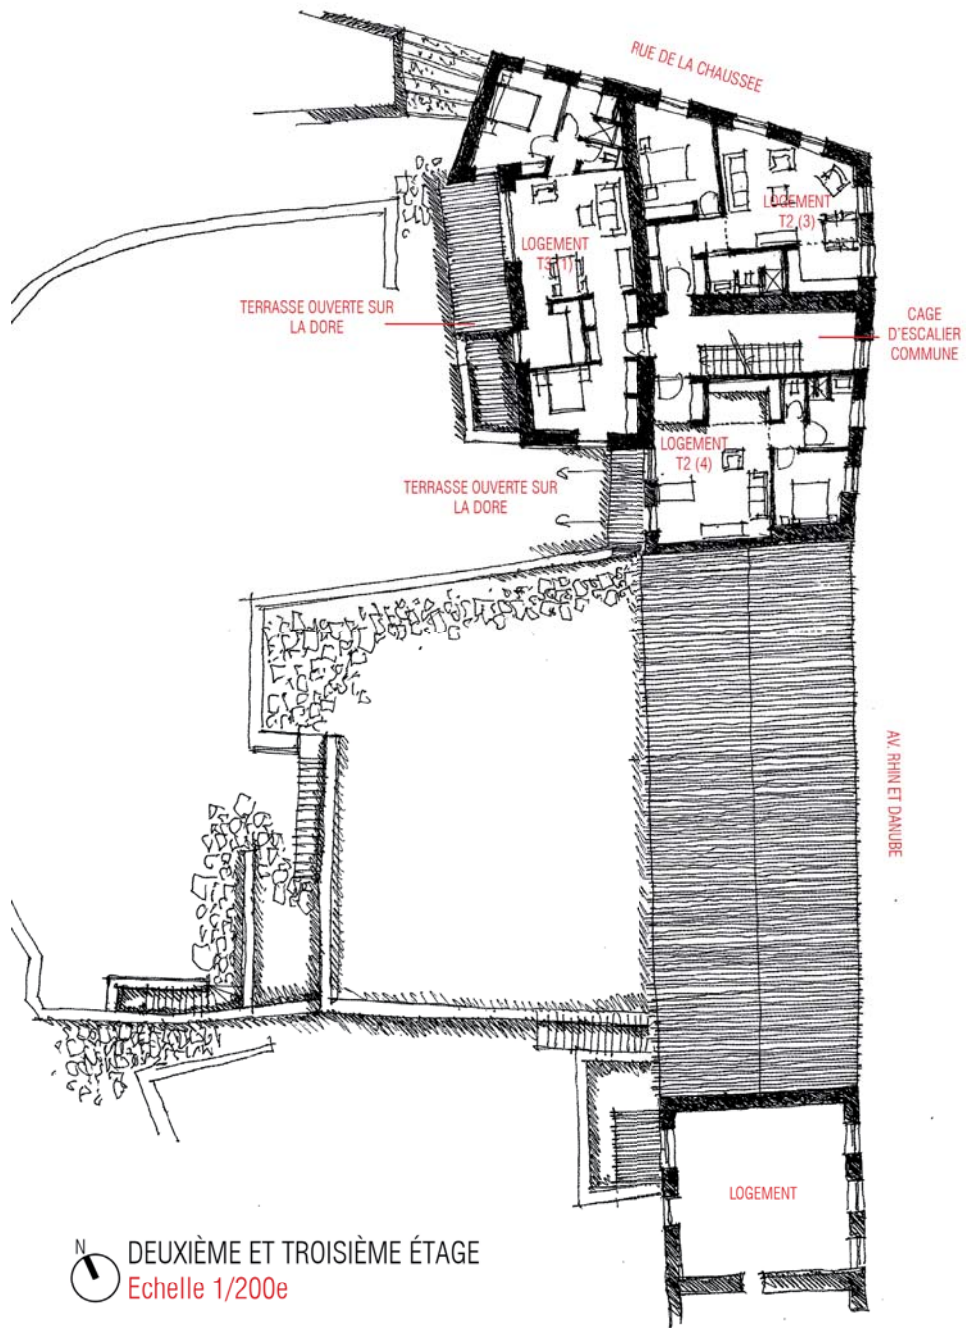 RUE DE LA CHAUSSEE
LOGEMENT
T2 (3)
LOGEMENT
T3 (1)
TERRASSE OUVERTE SUR
LA DORE
CAGE
D'ESCALIER
COMMUNE
LOGEMENT
T2 (4)
TERRASSE OUVERTE SUR
LA DORE
AV. RHIN ET DANUBE
LOGEMENT
N
DEUXIÈME ET TROISIÈME ÉTAGE
Echelle 1/200e